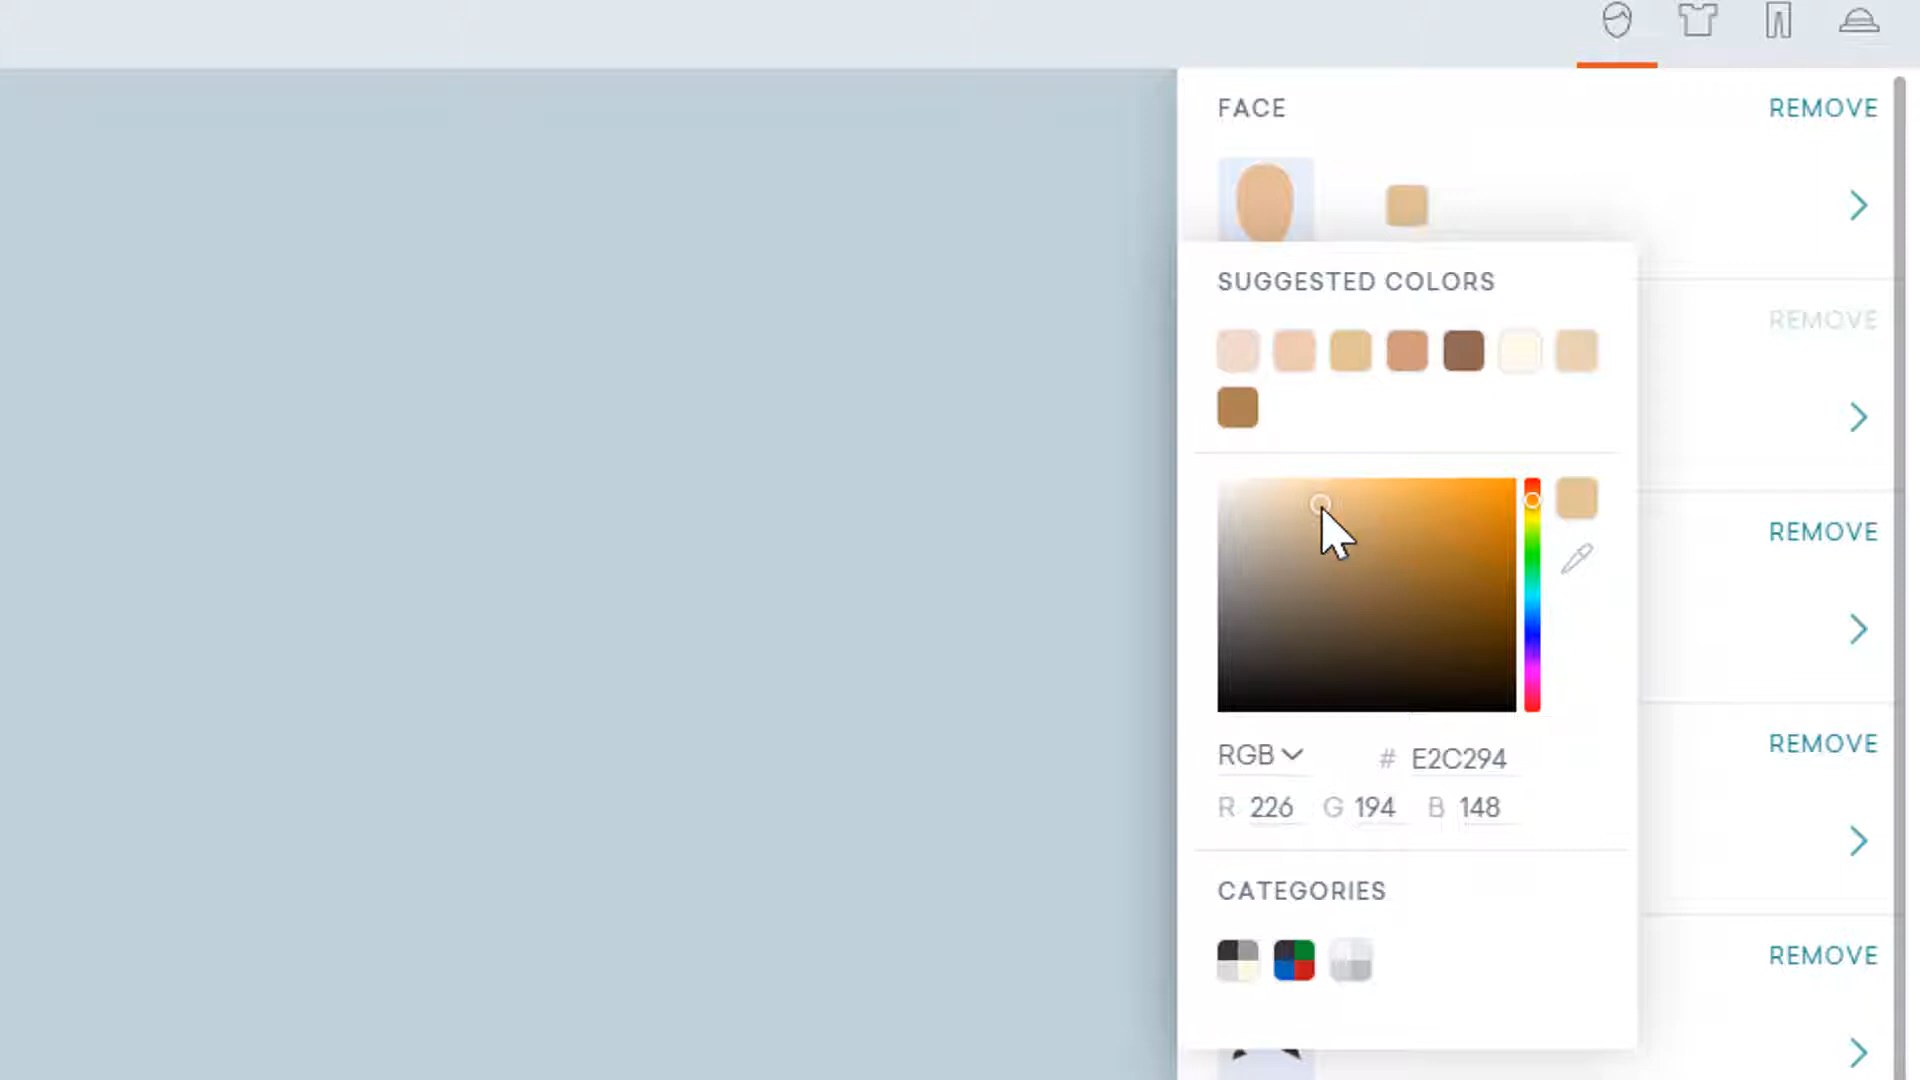 FACE REMOVE
SUGGESTED COLORS
REMOVE
REMOVE
RGB # E2C294
REMOVE
R 226 G 194 B 148
CATEGORIES
REMOVE